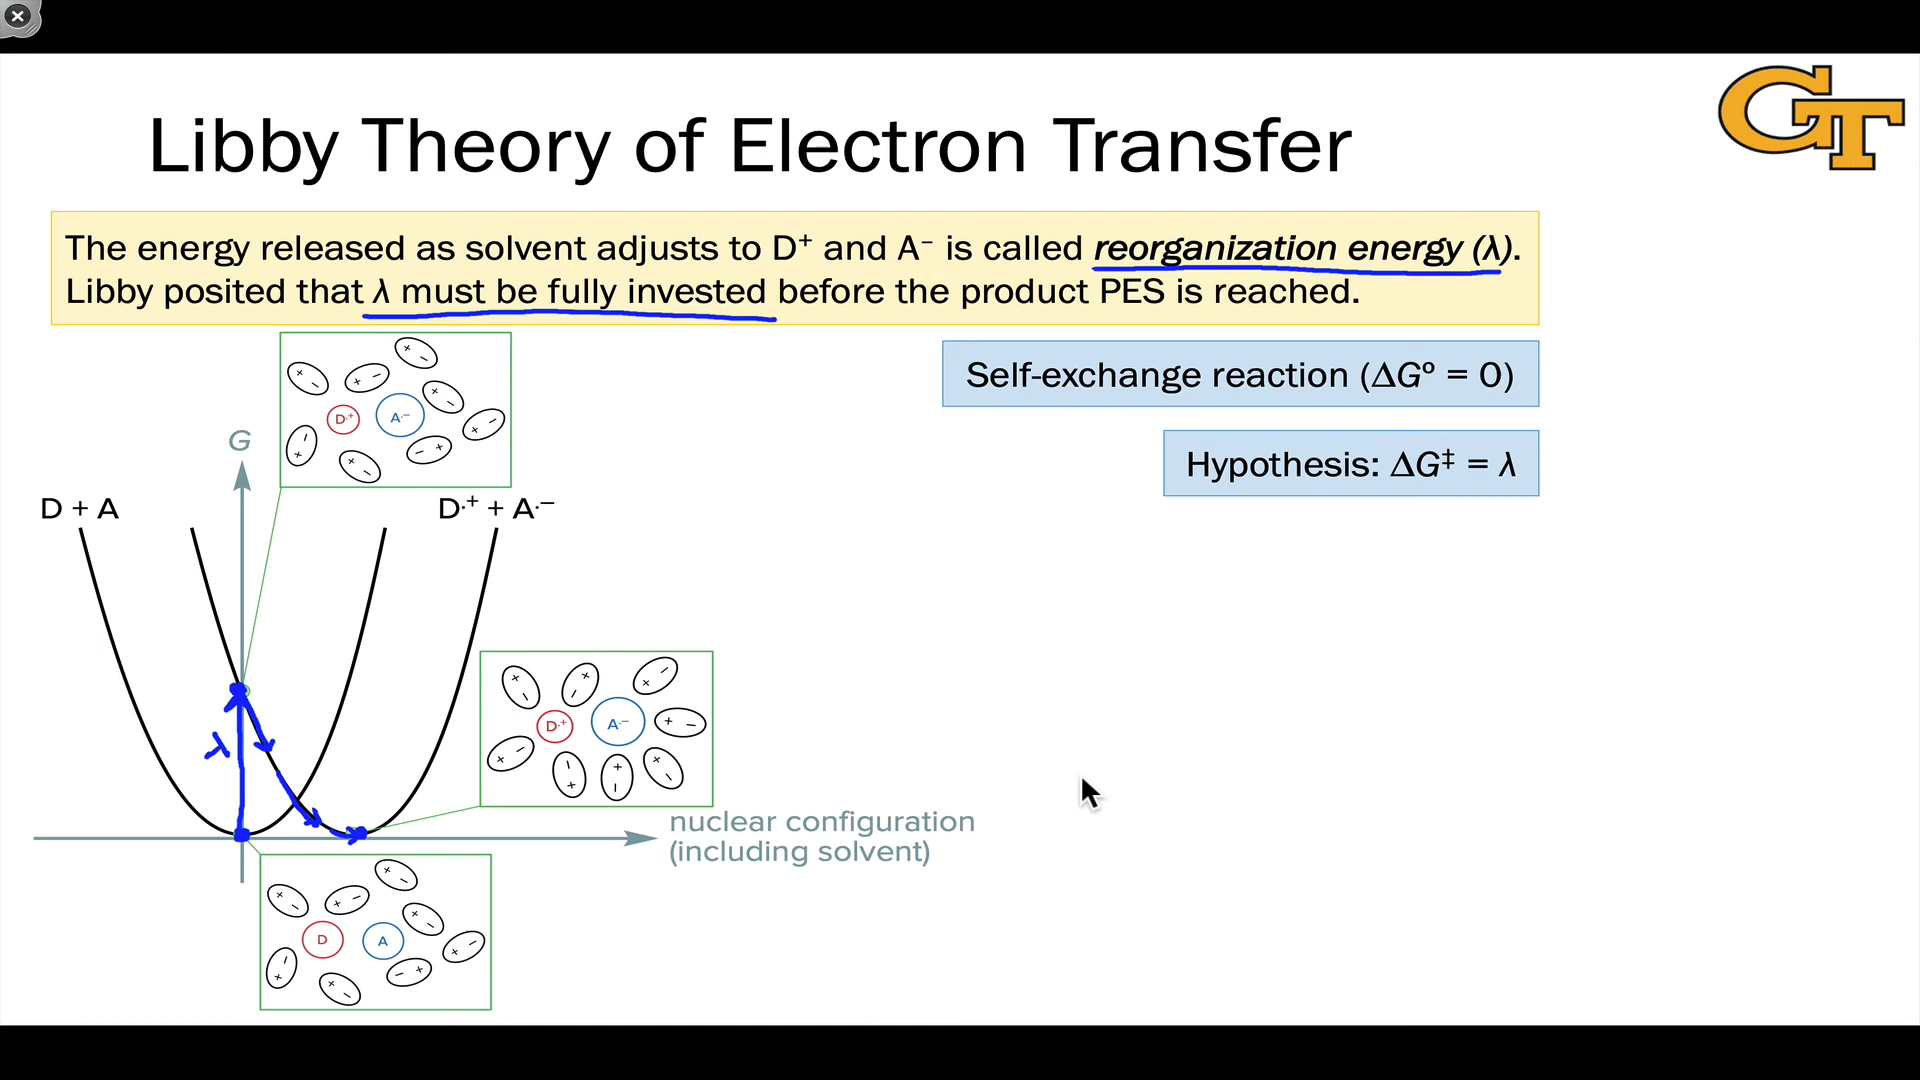 GT
Libby Theory of Electron Transfer
The energy released as solvent adjusts to D⁺ and A⁻ is called reorganization energy (λ).
Libby posited that λ must be fully invested before the product PES is reached.
Self-exchange reaction (ΔGº = 0)
Hypothesis: ΔG‡ = λ
+ −
+ −
+ −
+ −
D·⁺
A·⁻
+ −
− +
− +
+ −
G
D + A
D·⁺ + A·⁻
+ −
+ −
+ −
D·⁺
A·⁻
+ −
+ −
− +
+ −
+ −
λ
nuclear configuration
(including solvent)
+ −
+ −
+ −
+ −
D
A
+ −
− +
− +
+ −